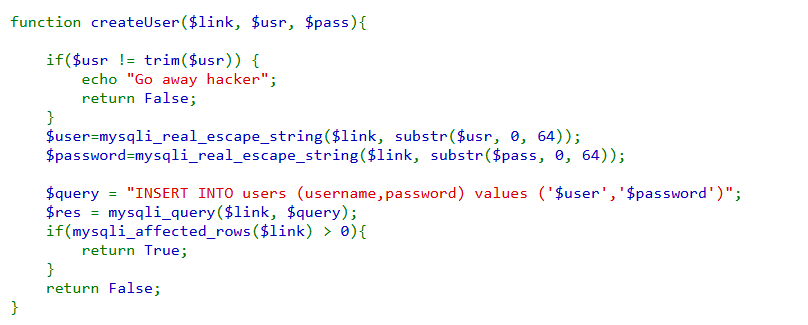 function createUser($link, $usr, $pass){
if($usr != trim($usr)) {
echo "Go away hacker";
return False;
}
$user=mysqli_real_escape_string($link, substr($usr, 0, 64));
$password=mysqli_real_escape_string($link, substr($pass, 0, 64));
$query = "INSERT INTO users (username,password) values ('$user','$password')";
$res = mysqli_query($link, $query);
if(mysqli_affected_rows($link) > 0){
return True;
}
return False;
}